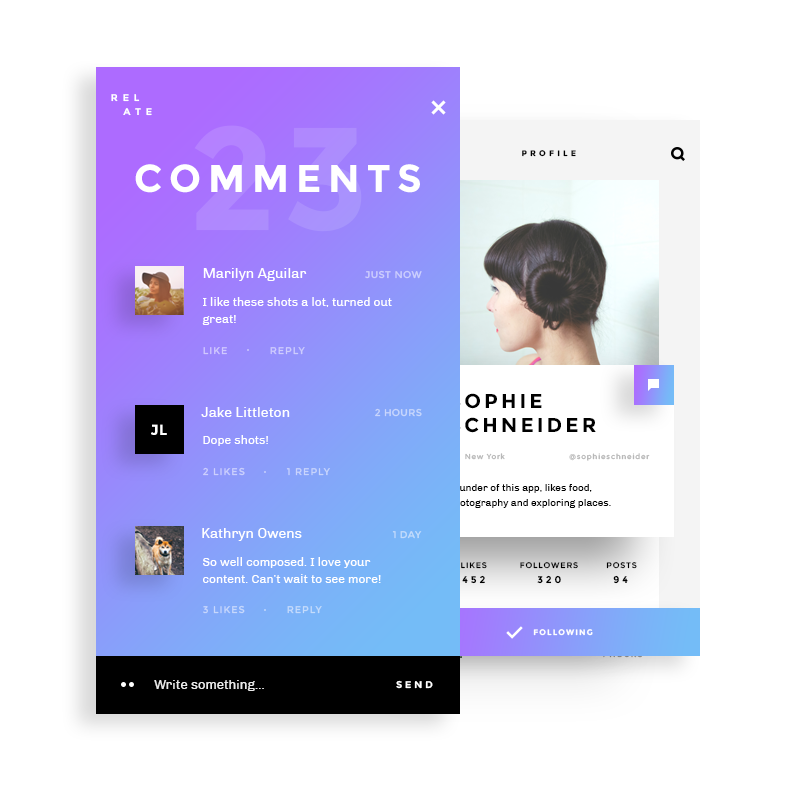 REL
ATE
23
COMMENTS
Marilyn Aguilar
JUST NOW
I like these shots a lot, turned out
great!
LIKE · REPLY
JL
Jake Littleton
2 HOURS
Dope shots!
2 LIKES · 1 REPLY
Kathryn Owens
1 DAY
So well composed. I love your
content. Can't wait to see more!
3 LIKES · REPLY
Write something...
SEND
PROFILE
OPHIE
CHNEIDER
New York
@sophieschneider
under of this app, likes food,
otography and exploring places.
LIKES
FOLLOWERS
POSTS
452
320
94
FOLLOWING